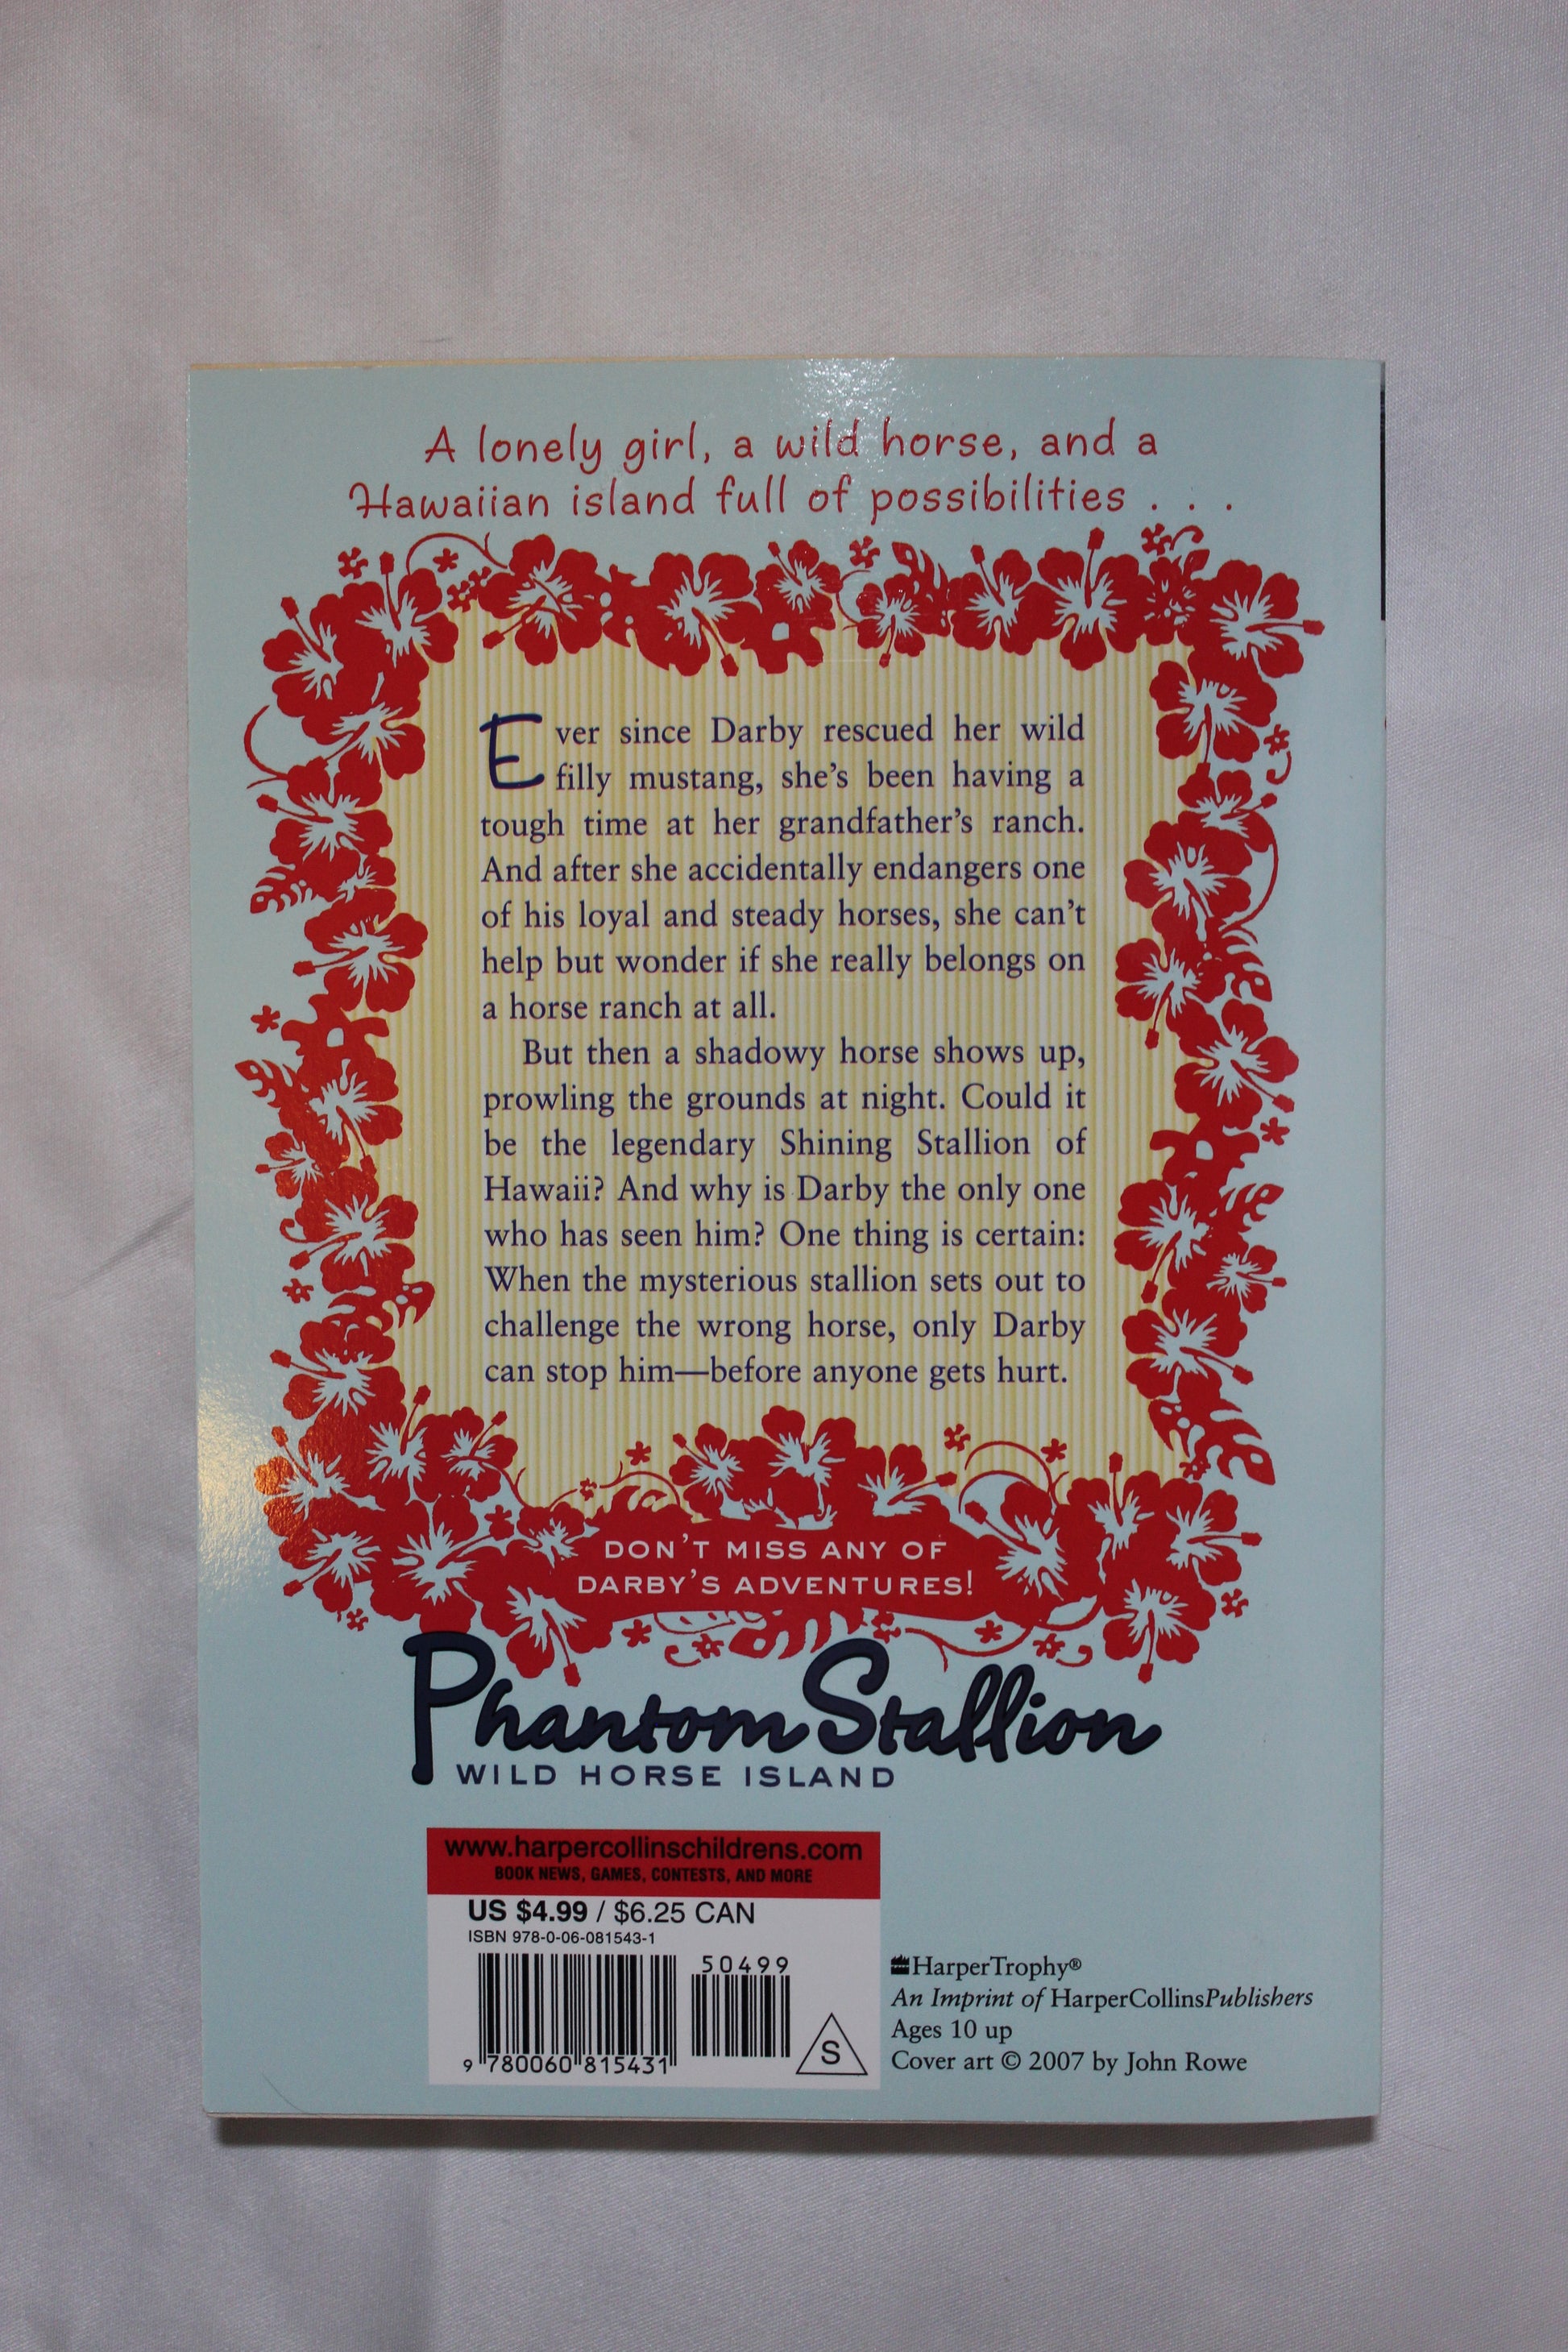 A lonely girl, a wild horse, and a
Hawaiian island full of possibilities . . .
Ever since Darby rescued her wild
filly mustang, she's been having a
tough time at her grandfather's ranch.
And after she accidentally endangers one
of his loyal and steady horses, she can't
help but wonder if she really belongs on
a horse ranch at all.
But then a shadowy horse shows up,
prowling the grounds at night. Could it
be the legendary Shining Stallion of
Hawaii? And why is Darby the only one
who has seen him? One thing is certain:
When the mysterious stallion sets out to
challenge the wrong horse, only Darby
can stop him—before anyone gets hurt.
DON'T MISS ANY OF
DARBY'S ADVENTURES!
Phantom Stallion
WILD HORSE ISLAND
www.harpercollinschildrens.com
BOOK NEWS, GAMES, CONTESTS, AND MORE
US $4.99 / $6.25 CAN
ISBN 978-0-06-081543-1
50499
9 780060 815431
S
HarperTrophy®
An Imprint of HarperCollinsPublishers
Ages 10 up
Cover art © 2007 by John Rowe